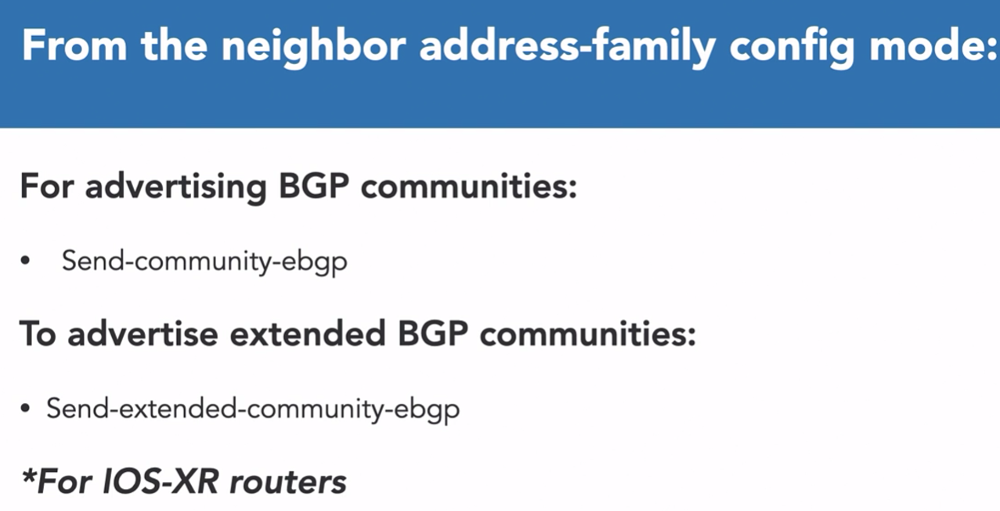 From the neighbor address-family config mode:
For advertising BGP communities:
• Send-community-ebgp
To advertise extended BGP communities:
• Send-extended-community-ebgp
*For IOS-XR routers